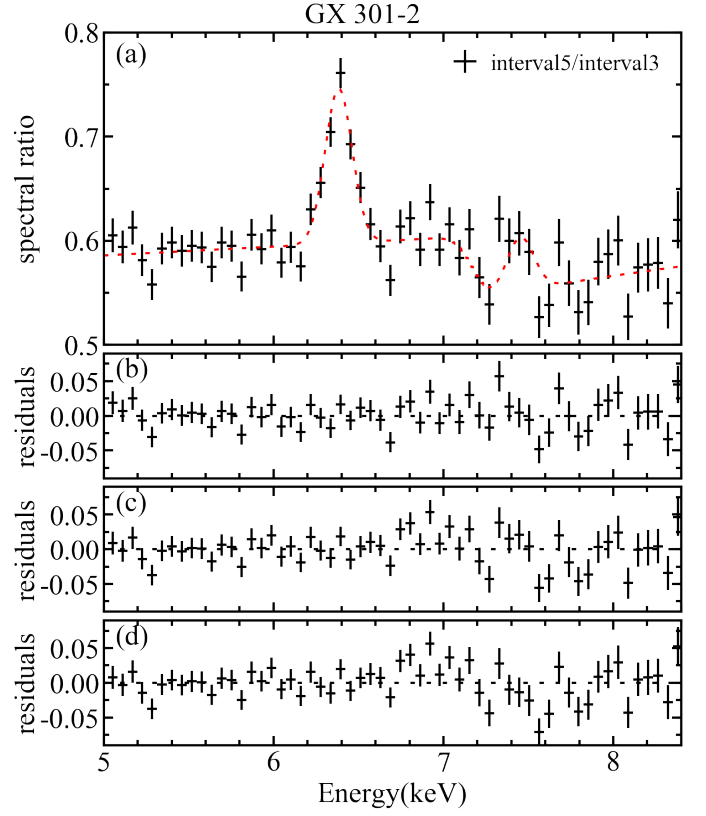 GX 301-2
0.8
(a)
interval5/interval3
0.7
0.6
0.5
spectral ratio
(b)
0.05
0.00
-0.05
residuals
(c)
0.05
0.00
-0.05
residuals
(d)
0.05
0.00
-0.05
residuals
5 6 7 8
Energy(keV)